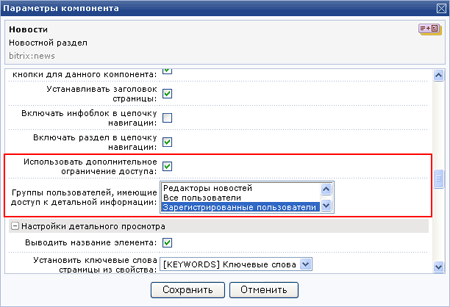 Параметры компонента
Новости
Новостной раздел
bitrix:news
кнопки для данного компонента:
Устанавливать заголовок
страницы:
Включать инфоблок в цепочку
навигации:
Включать раздел в цепочку
навигации:
Использовать дополнительное
ограничение доступа:
Группы пользователей, имеющие
доступ к детальной информации:
Редакторы новостей
Все пользователи
Зарегистрированные пользователи
Настройки детального просмотра
Выводить название элемента:
Установить ключевые слова
страницы из свойства:
[KEYWORDS] Ключевые слова
Сохранить
Отменить